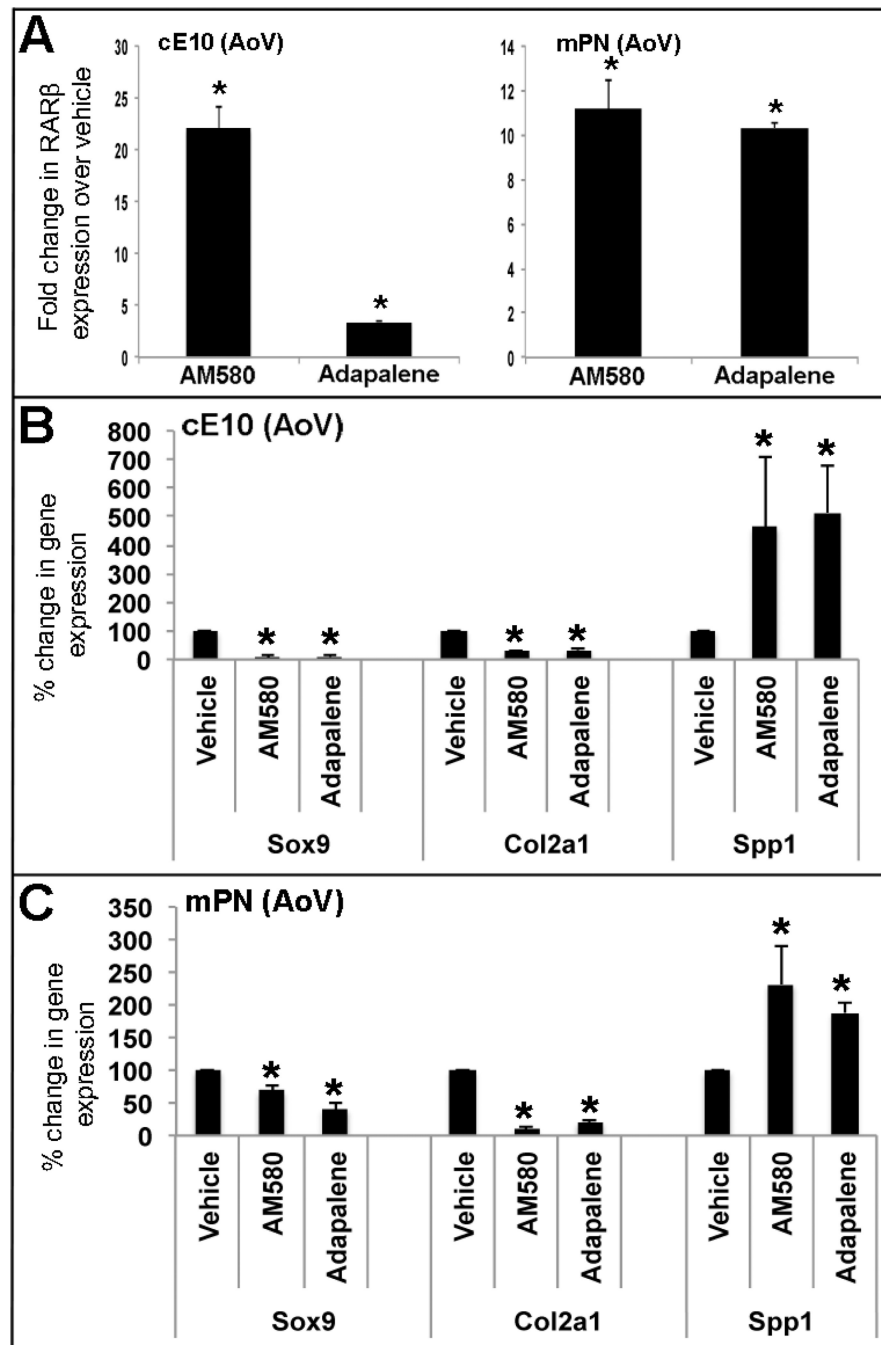 A
cE10 (AoV)
mPN (AoV)
Fold change in RARβ
expression over vehicle
30
25
20
15
10
5
0
*
*
AM580
Adapalene
14
12
10
8
6
4
2
0
*
*
AM580
Adapalene
B
cE10 (AoV)
% change in gene
expression
800
700
600
500
400
300
200
100
0
*
*
*
*
*
*
Vehicle
AM580
Adapalene
Vehicle
AM580
Adapalene
Vehicle
AM580
Adapalene
Sox9
Col2a1
Spp1
C
mPN (AoV)
% change in gene
expression
350
300
250
200
150
100
50
0
*
*
*
*
*
*
Vehicle
AM580
Adapalene
Vehicle
AM580
Adapalene
Vehicle
AM580
Adapalene
Sox9
Col2a1
Spp1